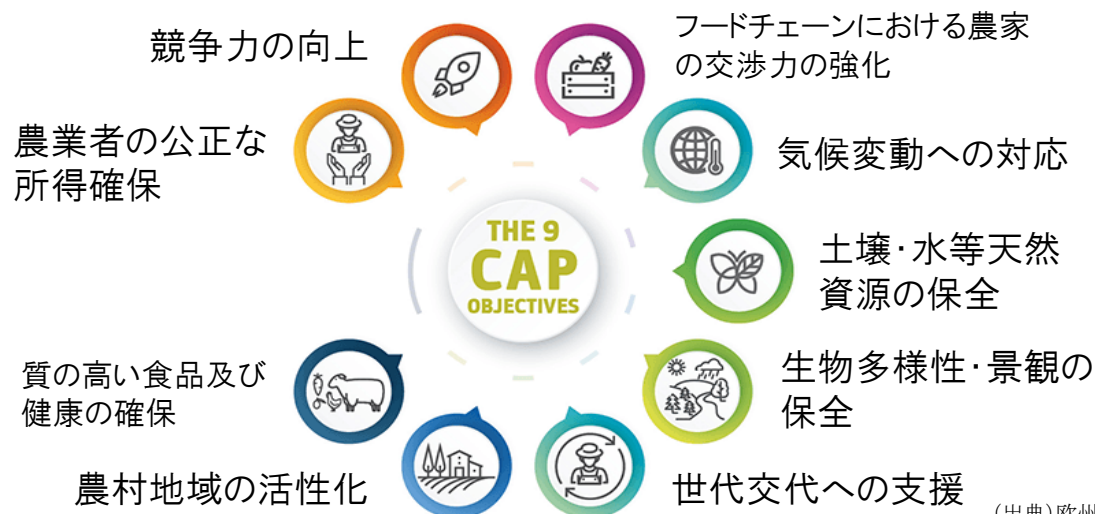 競争力の向上
フードチェーンにおける農家
の交渉力の強化
農業者の公正な
所得確保
気候変動への対応
THE 9
CAP
OBJECTIVES
土壌・水等天然
資源の保全
質の高い食品及び
健康の確保
生物多様性・景観の
保全
農村地域の活性化
世代交代への支援
(出典)欧州